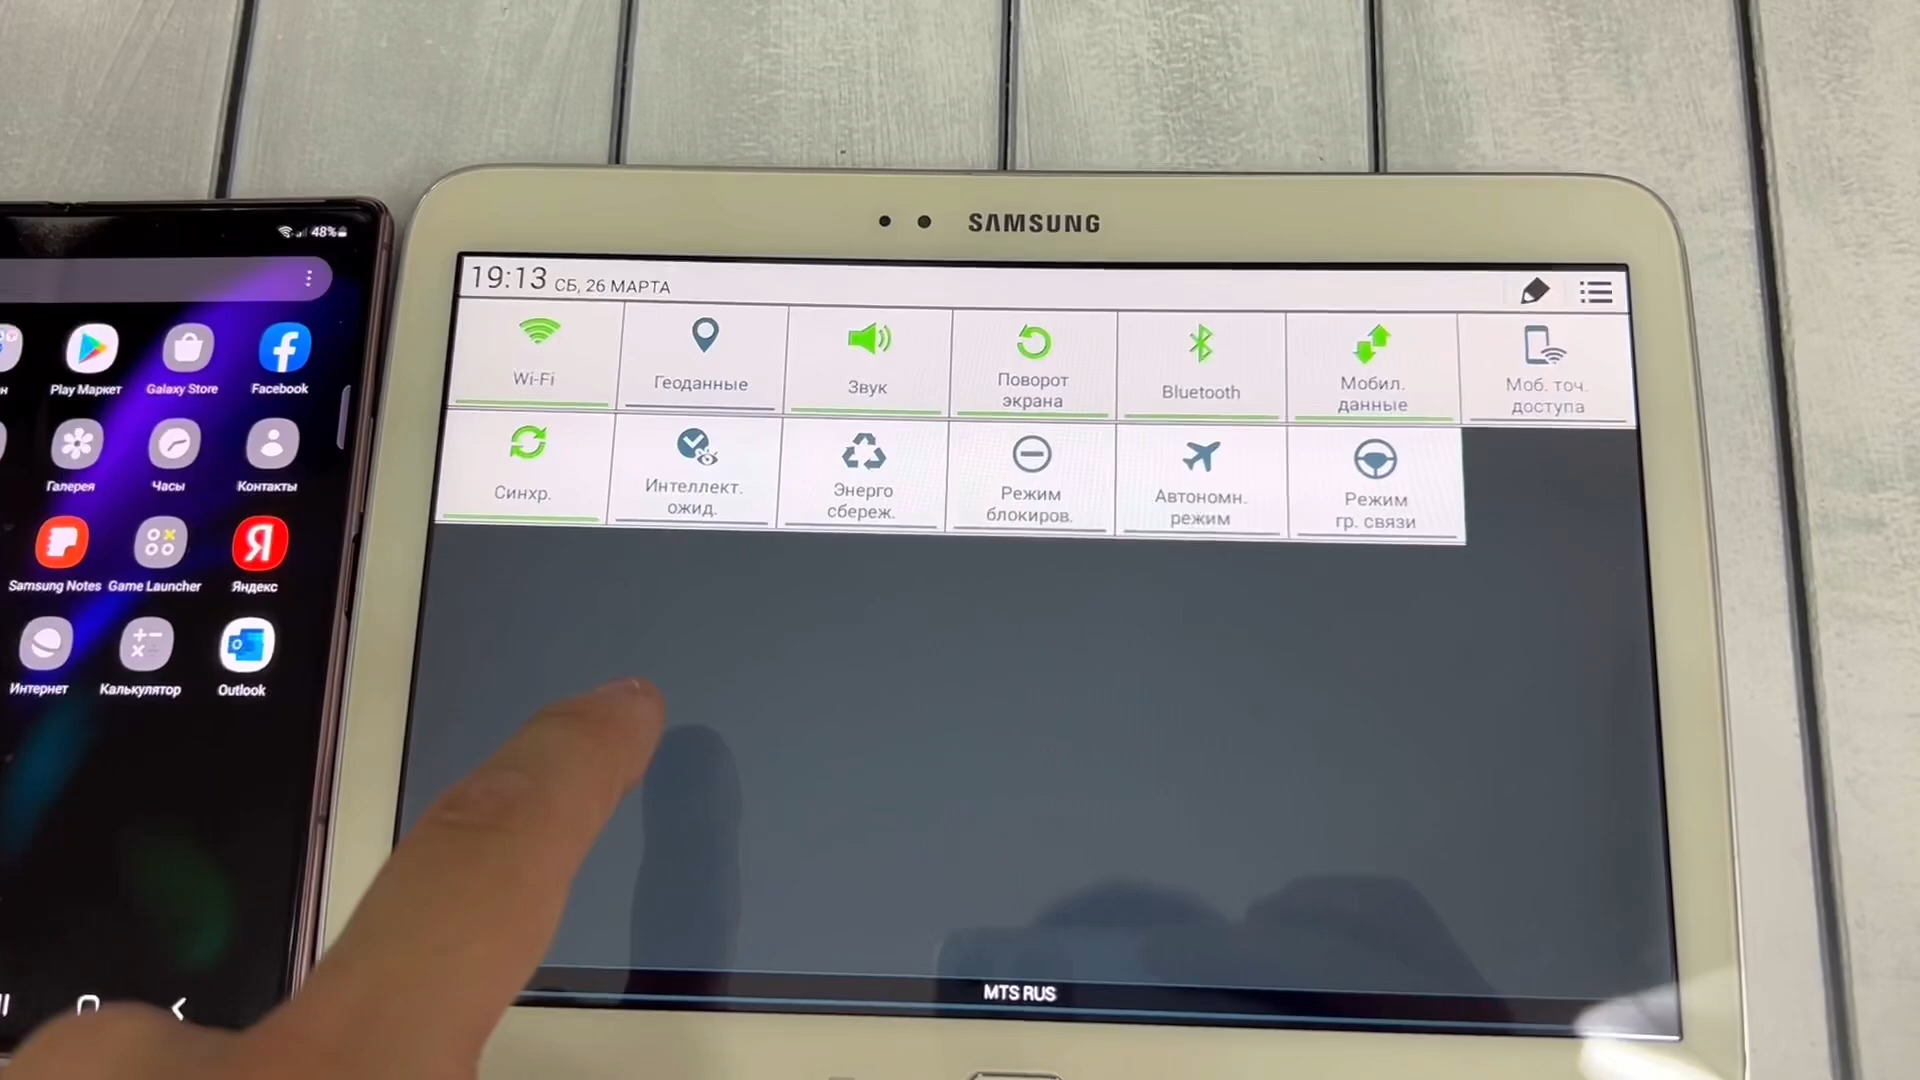 48%
Play Маркет
Galaxy Store
Facebook
Галерея
Часы
Контакты
Samsung Notes
Game Launcher
Яндекс
Интернет
Калькулятор
Outlook
SAMSUNG
19:13 СБ, 26 МАРТА
Wi-Fi
Геоданные
Звук
Поворот
экрана
Bluetooth
Мобил.
данные
Моб. точ.
доступа
Синхр.
Интеллект.
ожид.
Энерго
сбереж.
Режим
блокиров.
Автономн.
режим
Режим
гр. связи
MTS RUS